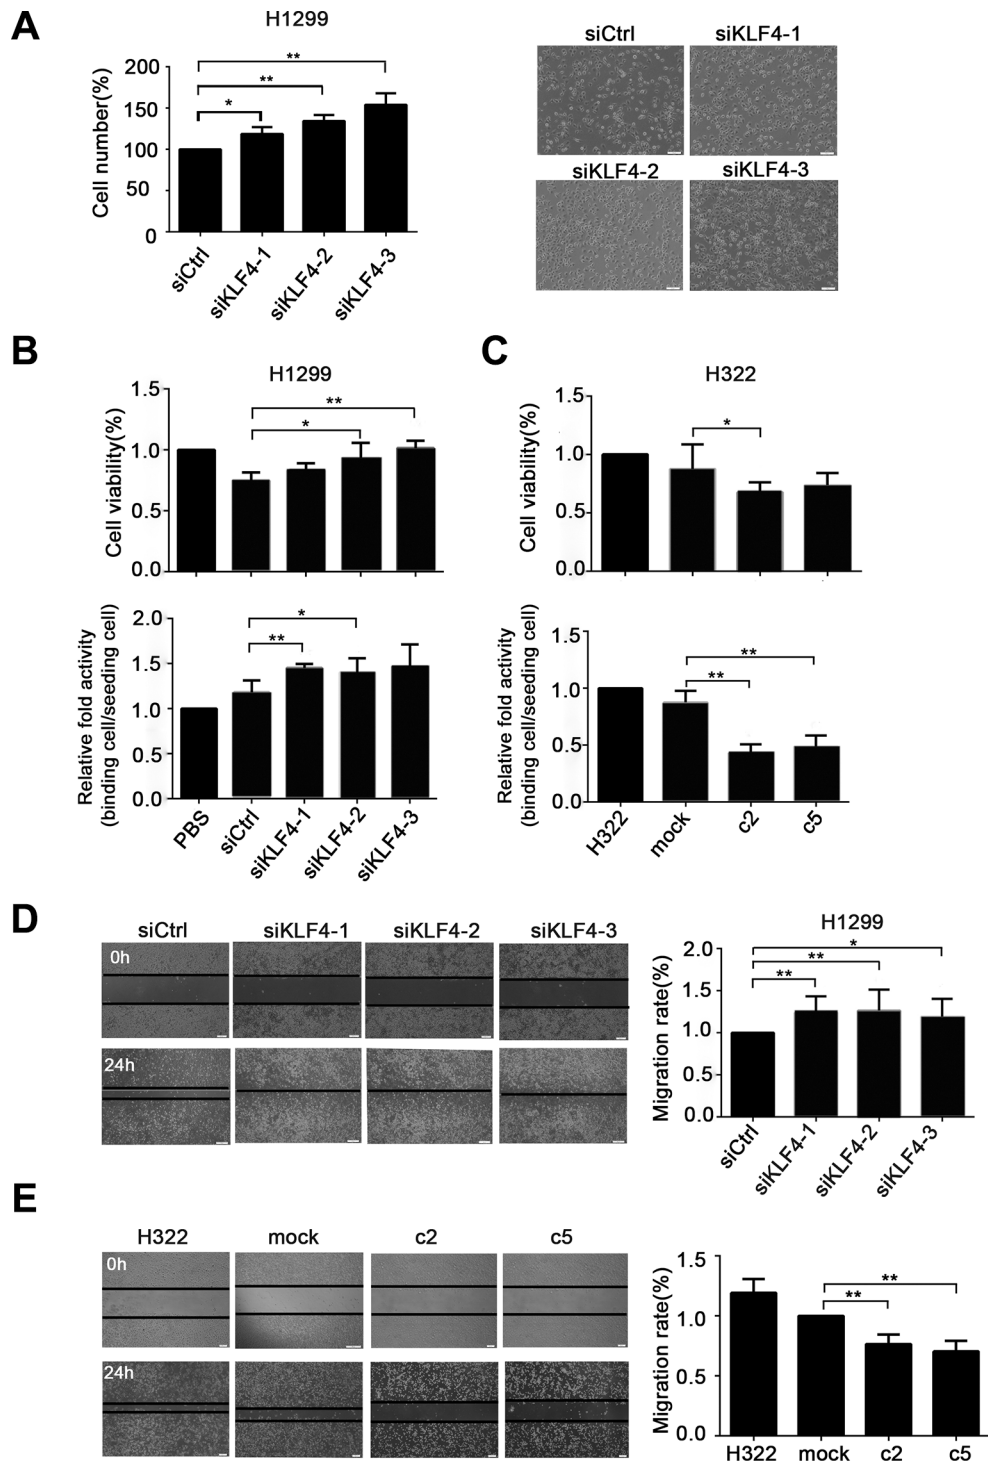 A
H1299
Cell number(%)
200
150
100
50
0
**
**
*
siCtrl
siKLF4-1
siKLF4-2
siKLF4-3
siCtrl
siKLF4-1
siKLF4-2
siKLF4-3
B
H1299
Cell viability(%)
1.5
1.0
0.5
0.0
**
*
Relative fold activity
(binding cell/seeding cell)
2.0
1.5
1.0
0.5
0.0
*
**
PBS
siCtrl
siKLF4-1
siKLF4-2
siKLF4-3
C
H322
Cell viability(%)
1.5
1.0
0.5
0.0
*
Relative fold activity
(binding cell/seeding cell)
1.5
1.0
0.5
0.0
**
**
H322
mock
c2
c5
D
siCtrl
siKLF4-1
siKLF4-2
siKLF4-3
0h
24h
H1299
Migration rate(%)
2.0
1.5
1.0
0.5
0.0
*
**
**
siCtrl
siKLF4-1
siKLF4-2
siKLF4-3
E
H322
mock
c2
c5
0h
24h
Migration rate(%)
1.5
1.0
0.5
0.0
**
**
H322
mock
c2
c5